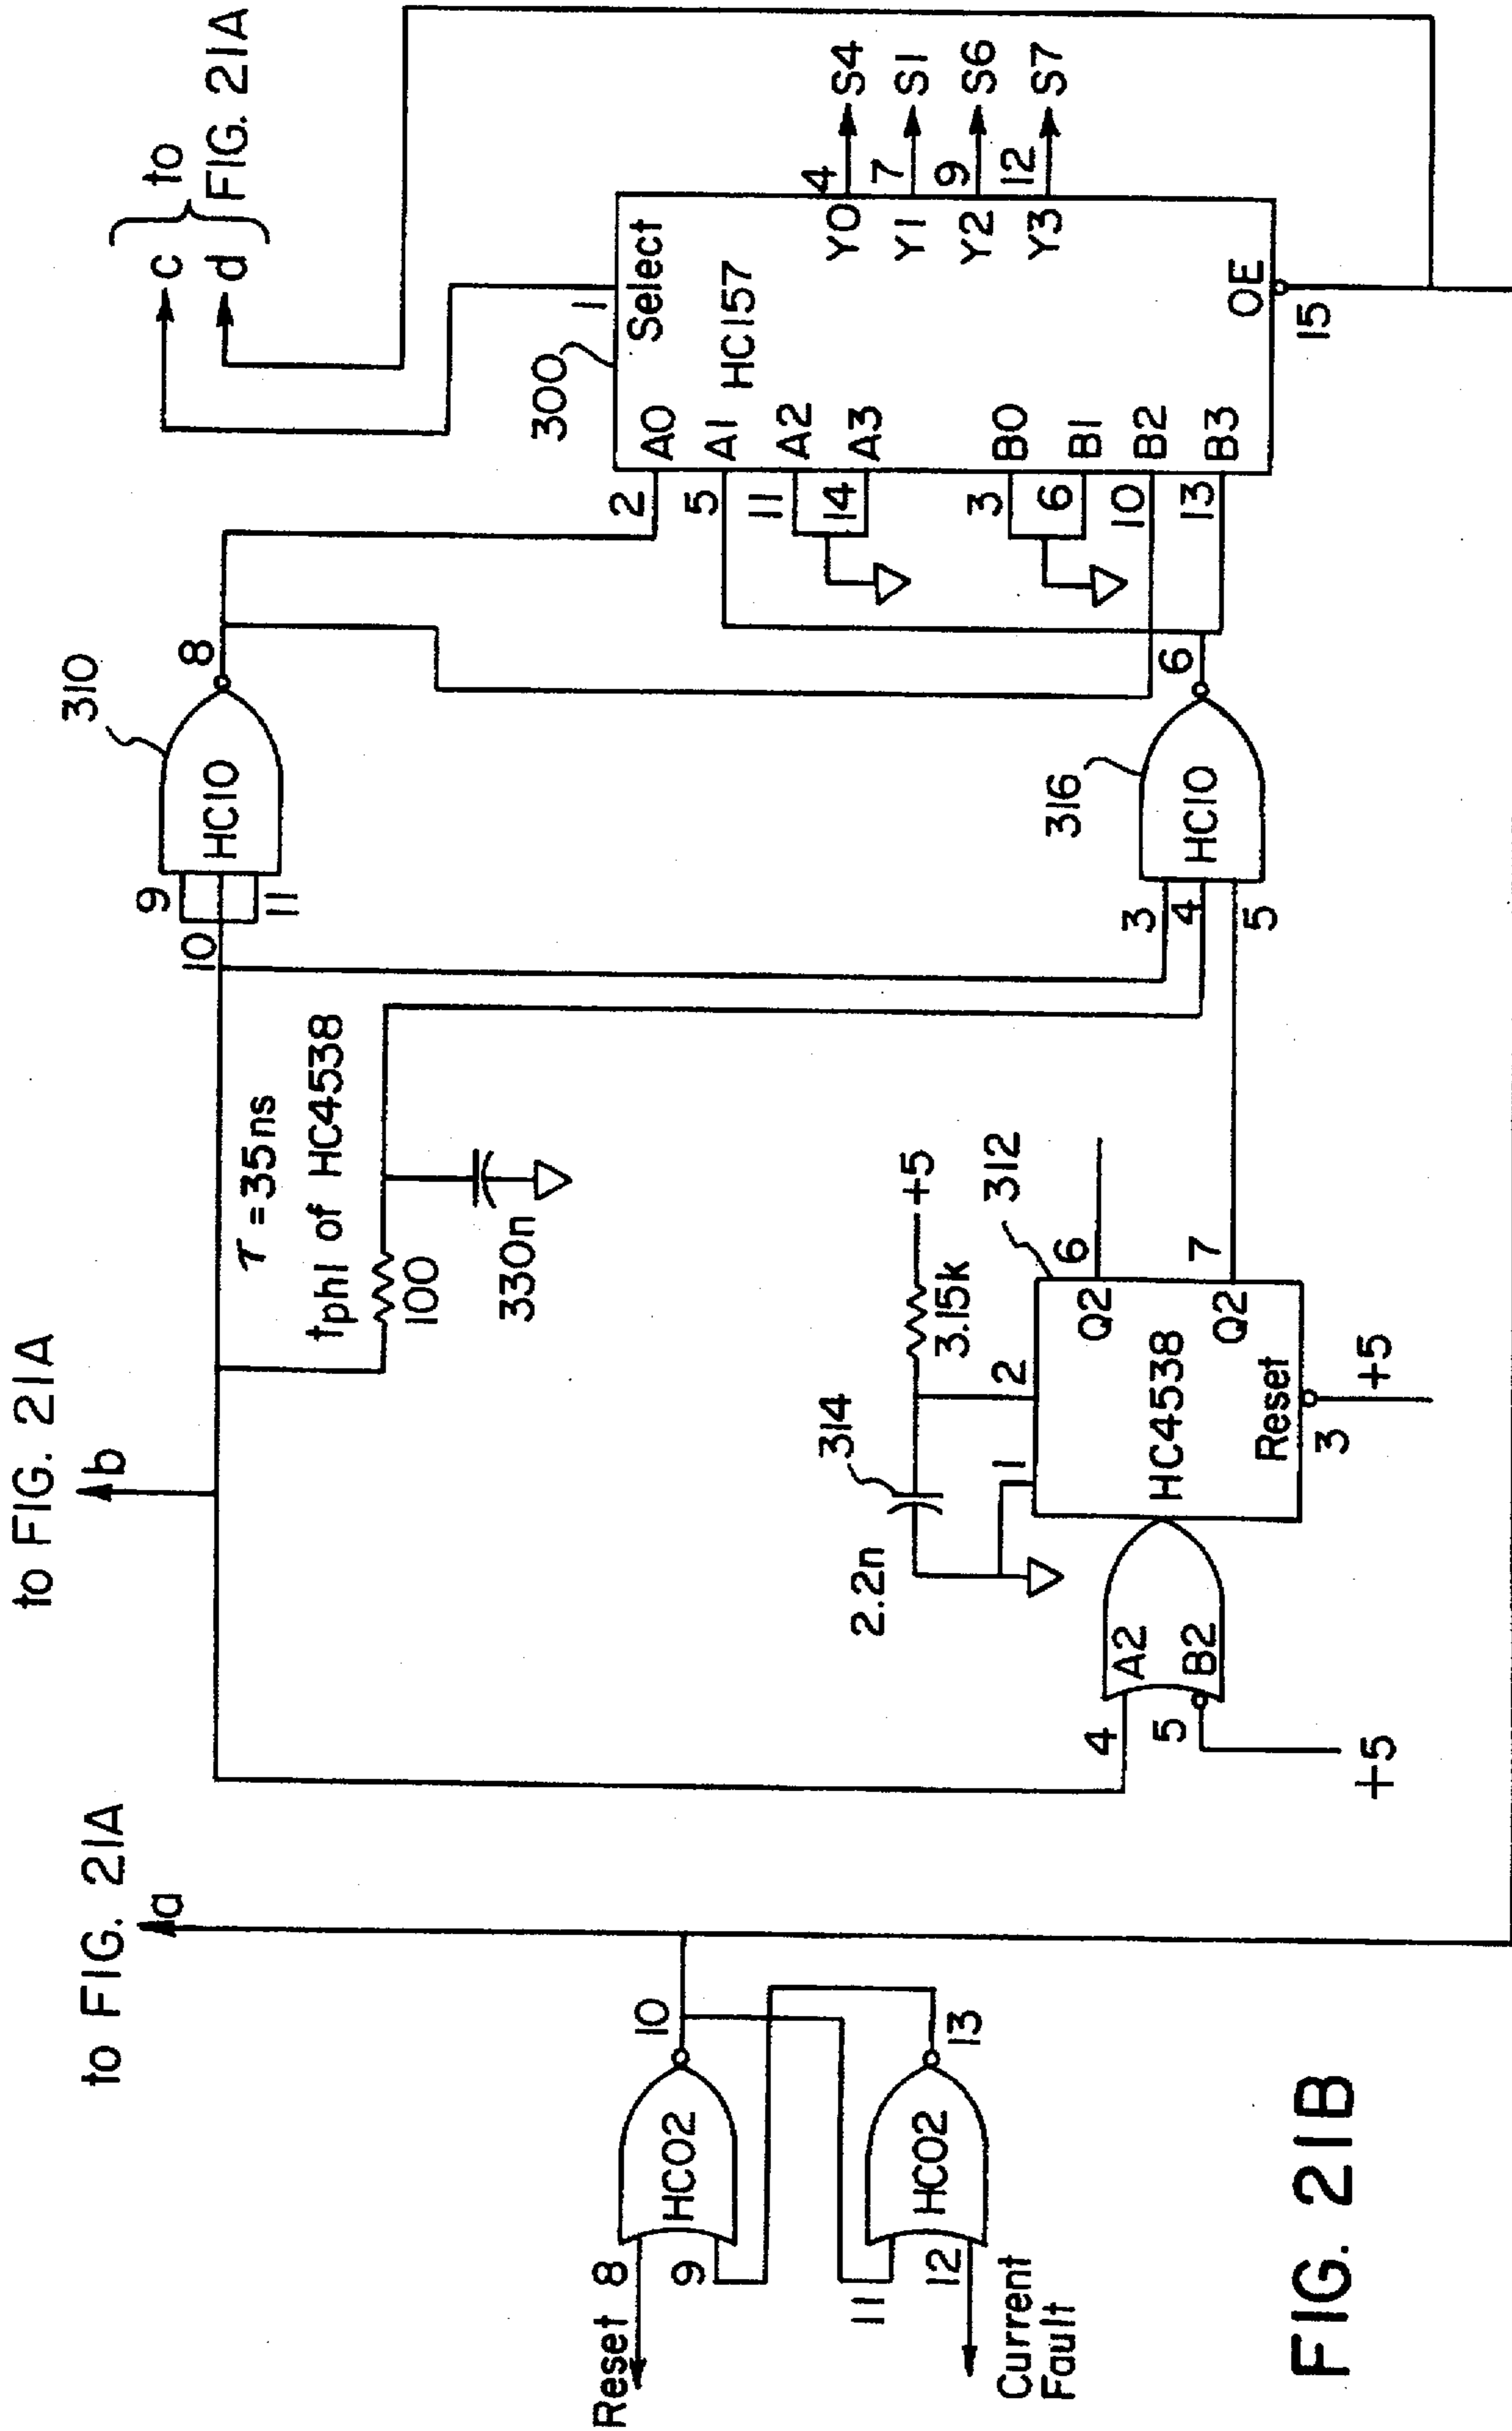 to FIG. 21A
a
to FIG. 21A
b
c
d
to
FIG. 21A
Reset
8
9
HC02
10
11
12
HC02
13
Current
Fault
τ = 35ns
tphl of HC4538
100
330n
9
10
11
HC10
310
8
314
2.2n
+5
3.15k
1
2
312
A2
B2
4
5
+5
HC4538
Q2
6
Q2
7
Reset
3
+5
3
4
5
HC10
316
6
300
1
Select
HC157
2
A0
5
A1
11
A2
14
A3
3
B0
6
B1
10
B2
13
B3
Y0
4
S4
Y1
7
S1
Y2
9
S6
Y3
12
S7
OE
15
FIG. 21B